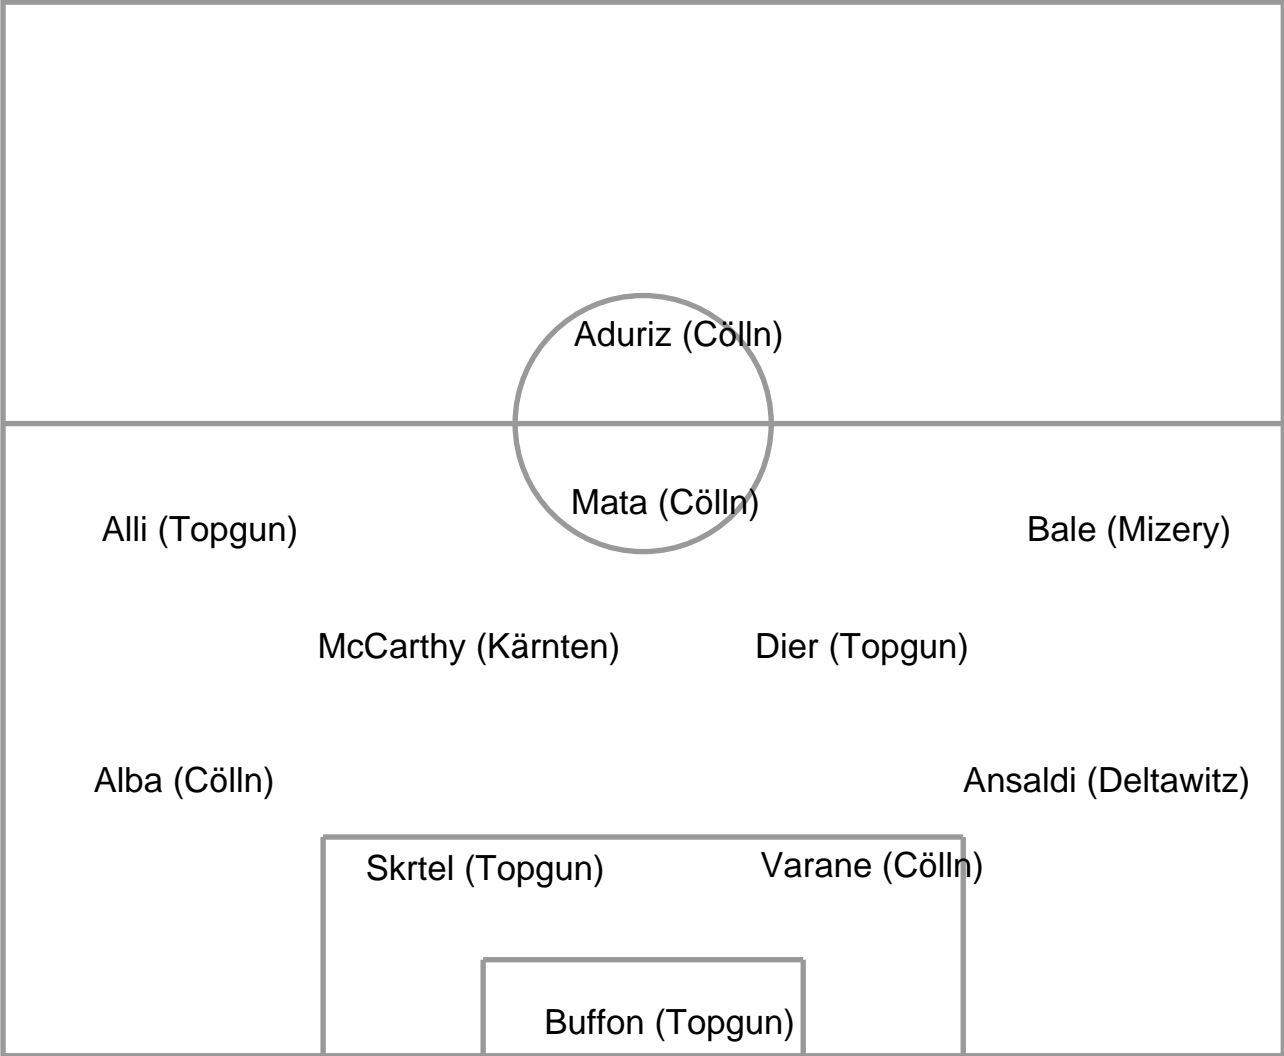 Aduriz (Cölln)
Mata (Cölln)
Alli (Topgun)
Bale (Mizery)
McCarthy (Kärnten)
Dier (Topgun)
Alba (Cölln)
Ansaldi (Deltawitz)
Skrtel (Topgun)
Varane (Cölln)
Buffon (Topgun)